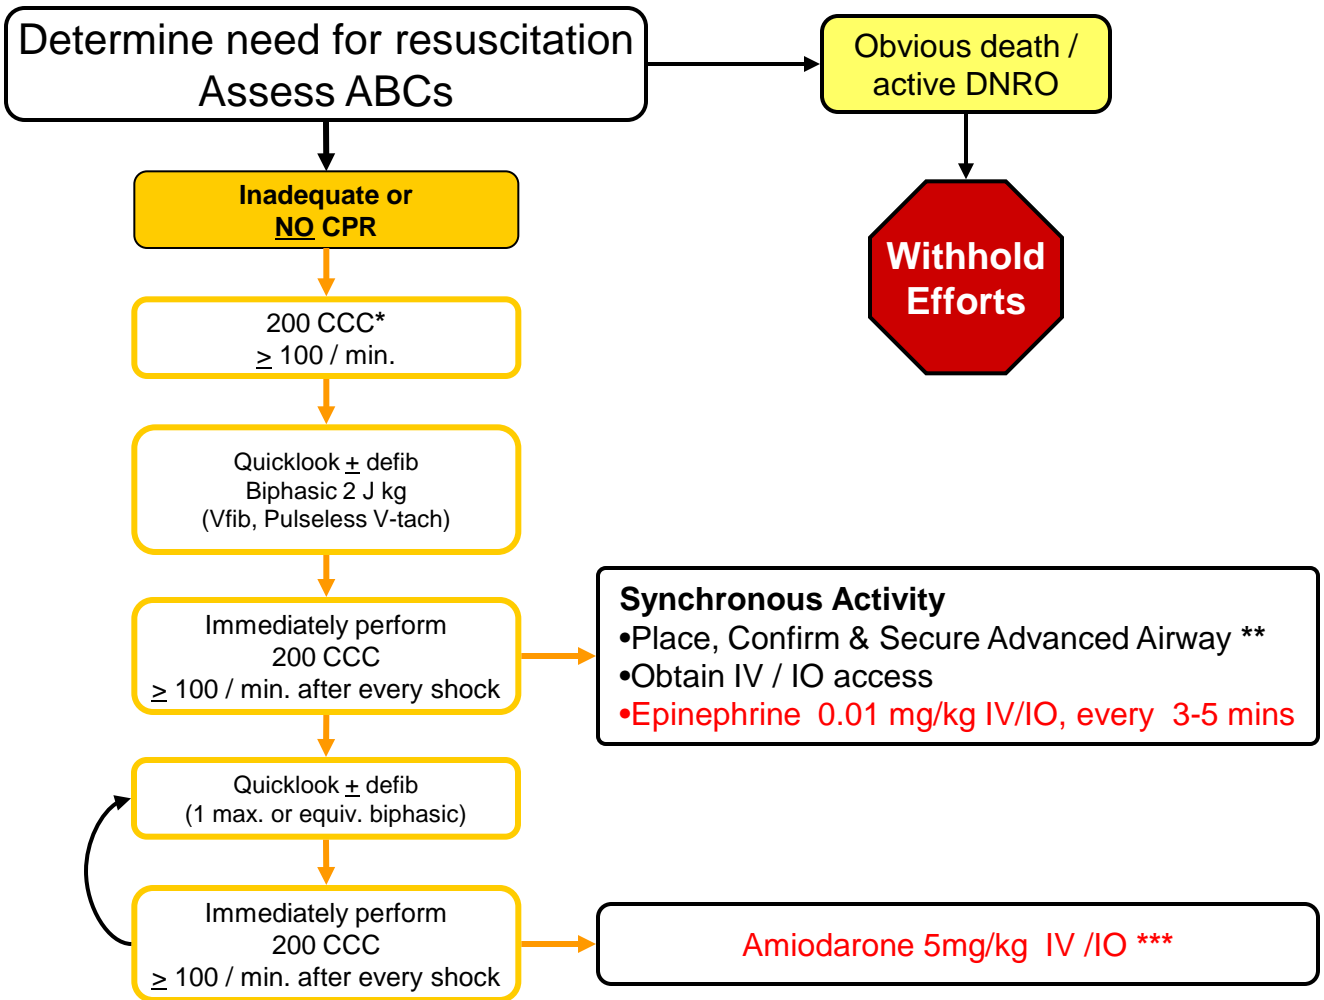 Determine need for resuscitation
Assess ABCs
Obvious death /
active DNRO
Inadequate or
NO CPR
Withhold
Efforts
200 CCC*
≥ 100 / min.
Quicklook ± defib
Biphasic 2 J kg
(Vfib, Pulseless V-tach)
Immediately perform
200 CCC
≥ 100 / min. after every shock
Synchronous Activity
•Place, Confirm & Secure Advanced Airway **
•Obtain IV / IO access
•Epinephrine 0.01 mg/kg IV/IO, every 3-5 mins
Quicklook ± defib
(1 max. or equiv. biphasic)
Immediately perform
200 CCC
≥ 100 / min. after every shock
Amiodarone 5mg/kg IV /IO ***